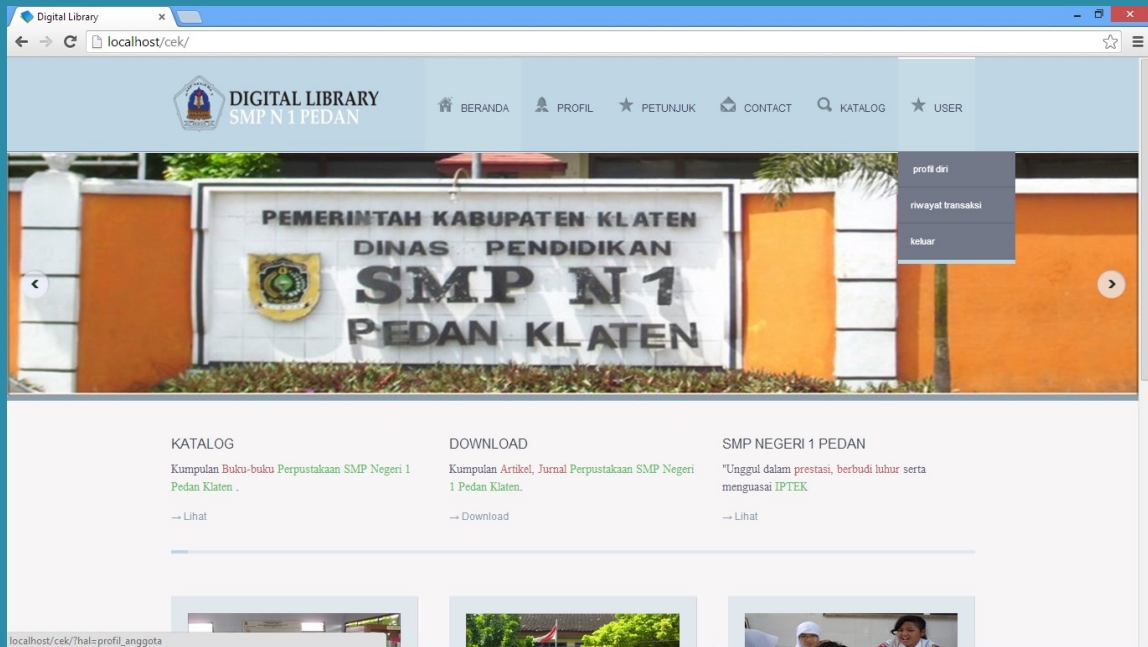 Digital Library
localhost/cek/
DIGITAL LIBRARY
SMP N 1 PEDAN
BERANDA
PROFIL
PETUNJUK
CONTACT
KATALOG
USER
profil diri
riwayat transaksi
keluar
PEMERINTAH KABUPATEN KLATEN
DINAS PENDIDIKAN
SMP N 1
PEDAN KLATEN
KATALOG
Kumpulan Buku-buku Perpustakaan SMP Negeri 1
Pedan Klaten .
→ Lihat
DOWNLOAD
Kumpulan Artikel, Jurnal Perpustakaan SMP Negeri
1 Pedan Klaten.
→ Download
SMP NEGERI 1 PEDAN
"Unggul dalam prestasi, berbudi luhur serta
menguasai IPTEK
→ Lihat
localhost/cek/?hal=profil_anggota